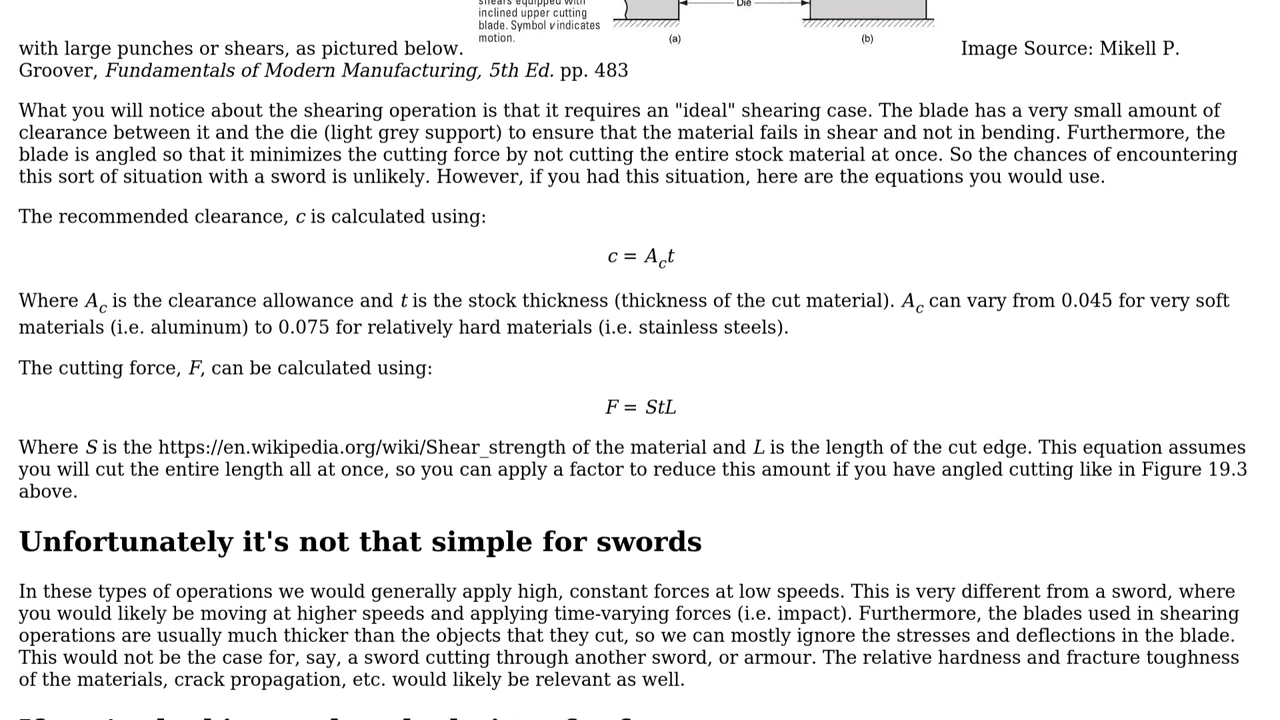 shears equipped with
inclined upper cutting
blade. Symbol v indicates
motion.
Die
(a)
(b)
with large punches or shears, as pictured below.
Image Source: Mikell P.
Groover, Fundamentals of Modern Manufacturing, 5th Ed. pp. 483
What you will notice about the shearing operation is that it requires an "ideal" shearing case. The blade has a very small amount of
clearance between it and the die (light grey support) to ensure that the material fails in shear and not in bending. Furthermore, the
blade is angled so that it minimizes the cutting force by not cutting the entire stock material at once. So the chances of encountering
this sort of situation with a sword is unlikely. However, if you had this situation, here are the equations you would use.
The recommended clearance, c is calculated using:
c = A_c t
Where A_c is the clearance allowance and t is the stock thickness (thickness of the cut material). A_c can vary from 0.045 for very soft
materials (i.e. aluminum) to 0.075 for relatively hard materials (i.e. stainless steels).
The cutting force, F, can be calculated using:
F = StL
Where S is the https://en.wikipedia.org/wiki/Shear_strength of the material and L is the length of the cut edge. This equation assumes
you will cut the entire length all at once, so you can apply a factor to reduce this amount if you have angled cutting like in Figure 19.3
above.
Unfortunately it's not that simple for swords
In these types of operations we would generally apply high, constant forces at low speeds. This is very different from a sword, where
you would likely be moving at higher speeds and applying time-varying forces (i.e. impact). Furthermore, the blades used in shearing
operations are usually much thicker than the objects that they cut, so we can mostly ignore the stresses and deflections in the blade.
This would not be the case for, say, a sword cutting through another sword, or armour. The relative hardness and fracture toughness
of the materials, crack propagation, etc. would likely be relevant as well.